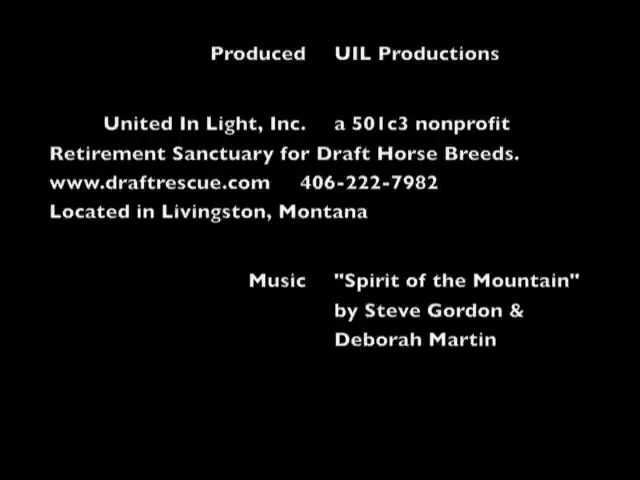 Produced UIL Productions
United In Light, Inc. a 501c3 nonprofit
Retirement Sanctuary for Draft Horse Breeds.
www.draftrescue.com 406-222-7982
Located in Livingston, Montana
Music "Spirit of the Mountain"
by Steve Gordon &
Deborah Martin